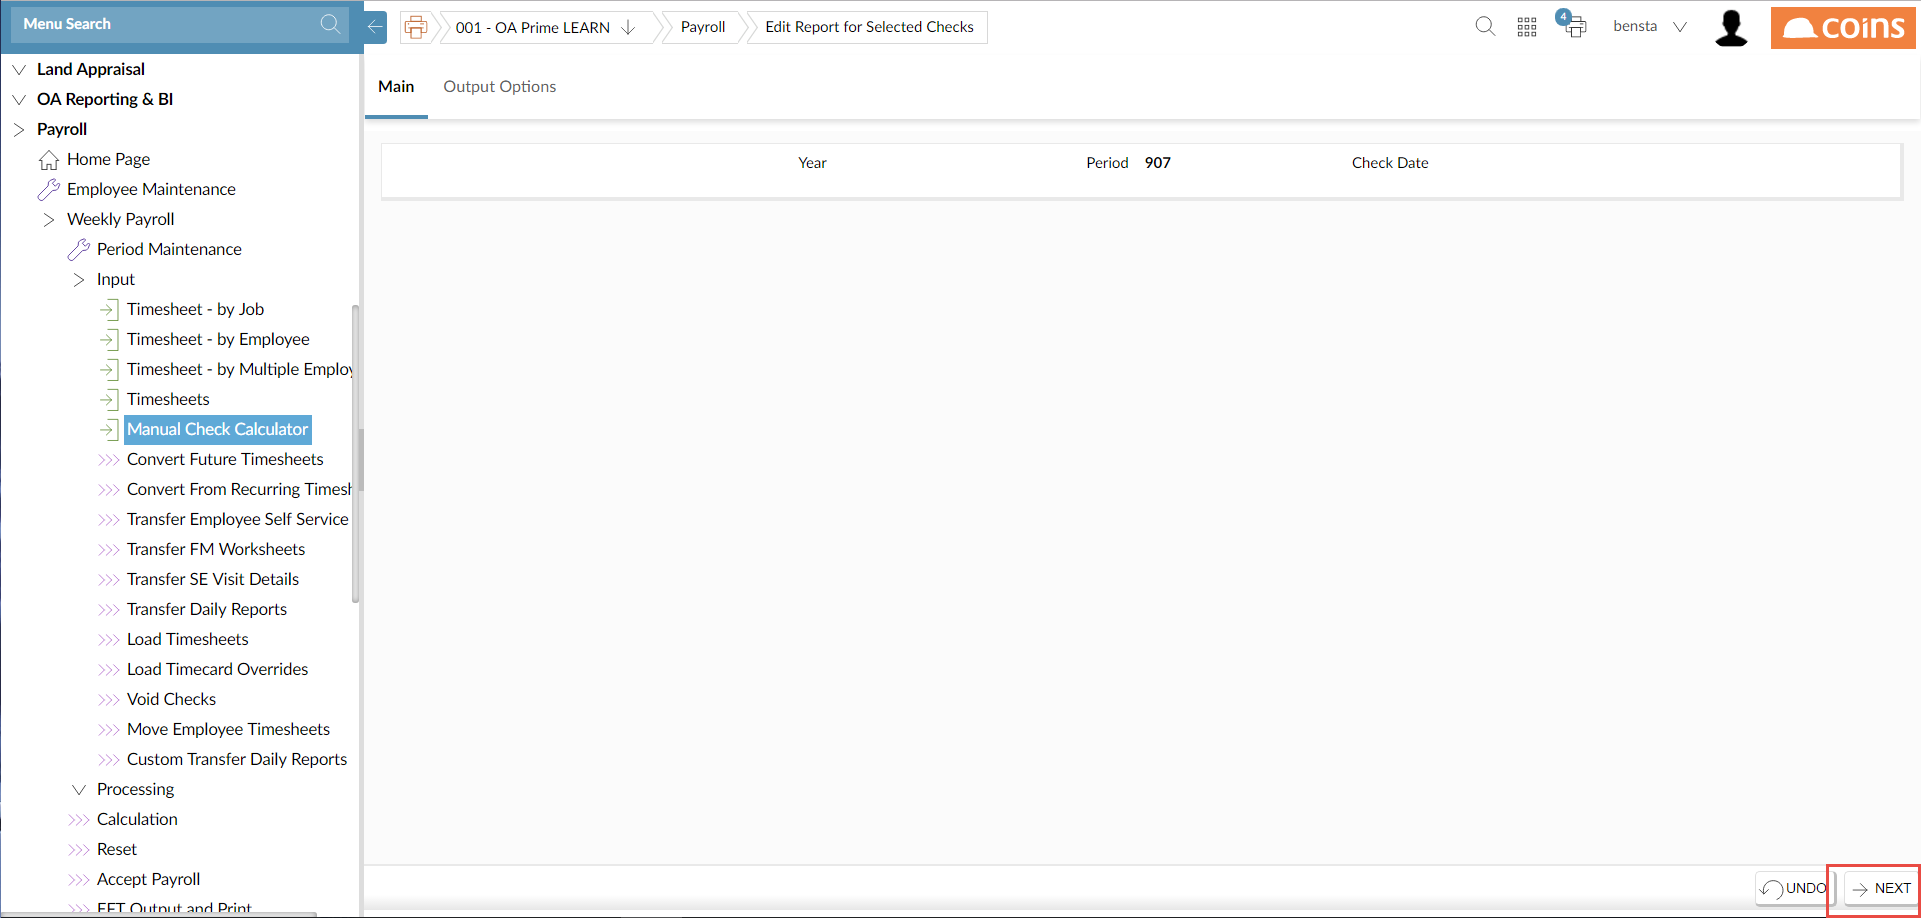 Menu Search
Land Appraisal
OA Reporting & BI
Payroll
Home Page
Employee Maintenance
Weekly Payroll
Period Maintenance
Input
Timesheet - by Job
Timesheet - by Employee
Timesheet - by Multiple Employ
Timesheets
Manual Check Calculator
Convert Future Timesheets
Convert From Recurring Timesh
Transfer Employee Self Service
Transfer FM Worksheets
Transfer SE Visit Details
Transfer Daily Reports
Load Timesheets
Load Timecard Overrides
Void Checks
Move Employee Timesheets
Custom Transfer Daily Reports
Processing
Calculation
Reset
Accept Payroll
EFT Output and Print
001 - OA Prime LEARN Payroll Edit Report for Selected Checks
4 bensta coins
Main Output Options
Year Period 907 Check Date
UNDO NEXT